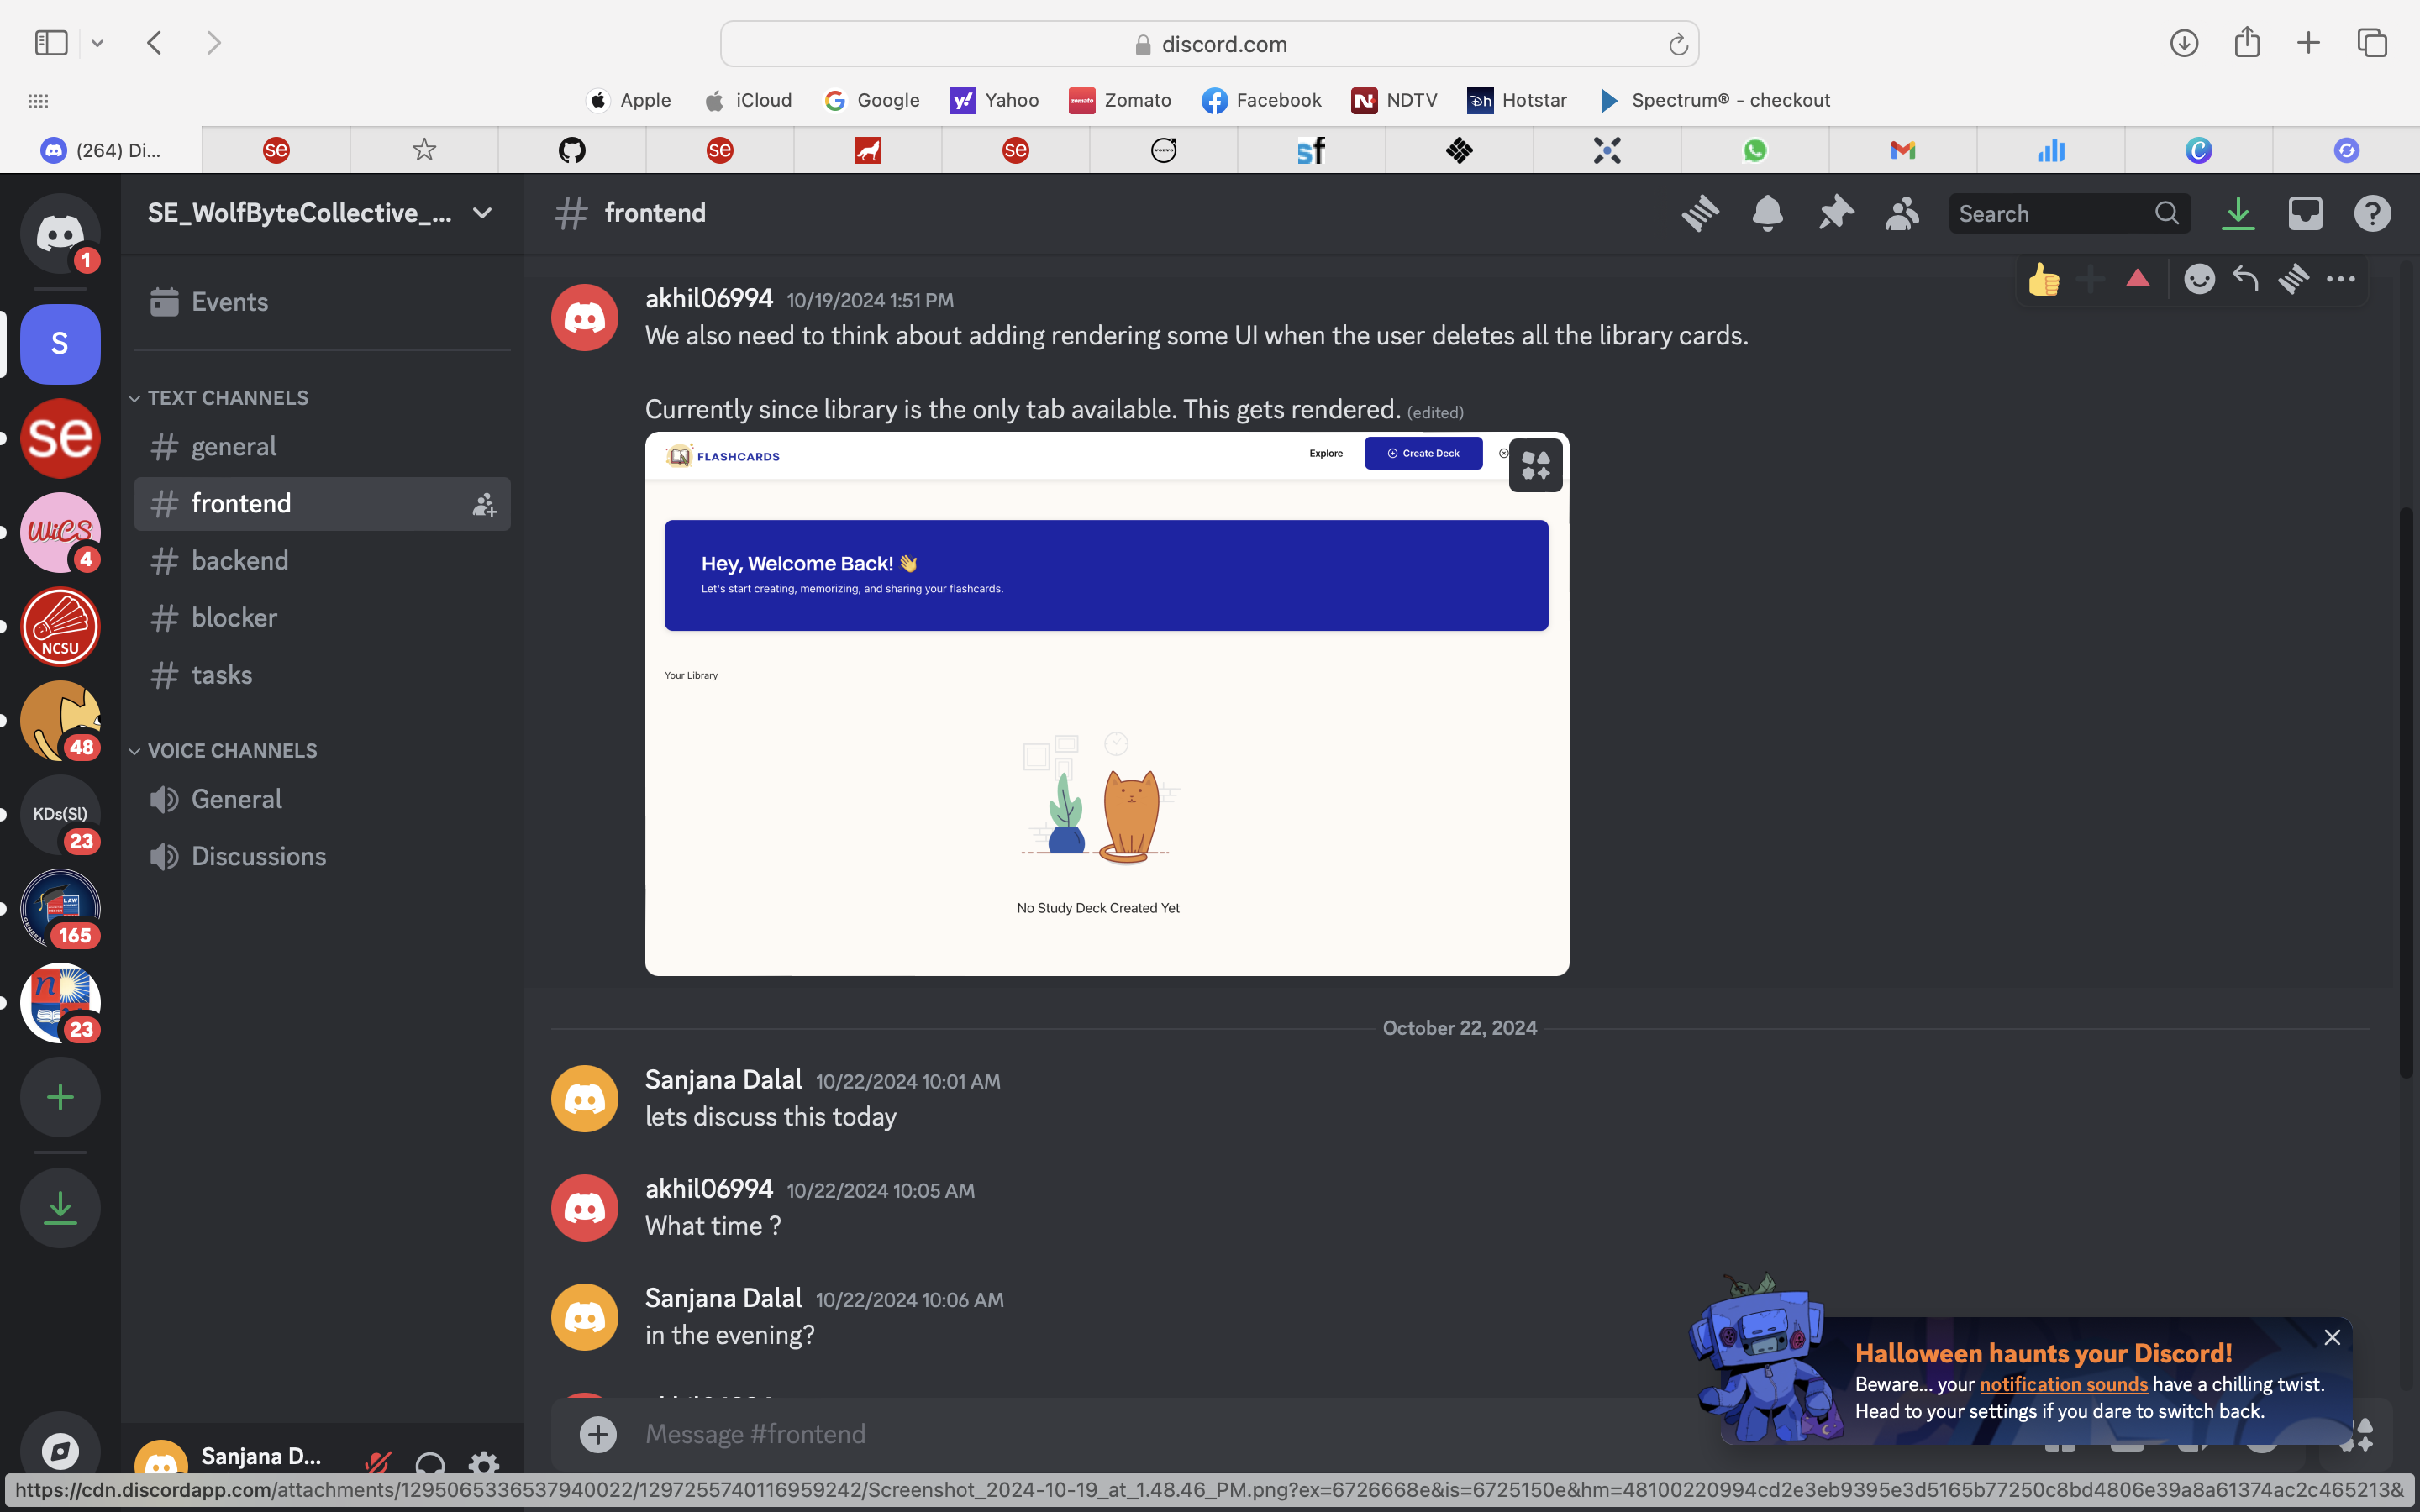 discord.com
Apple
iCloud
Google
Yahoo
Zomato
Facebook
NDTV
Hotstar
Spectrum® - checkout
(264) Di...
SE_WolfByteCollective_...
frontend
Search
1
Events
S
TEXT CHANNELS
general
frontend
backend
blocker
tasks
VOICE CHANNELS
General
Discussions
se
WiCS
4
NCSU
48
KDs(Sl)
23
165
n
23
akhil06994 10/19/2024 1:51 PM
We also need to think about adding rendering some UI when the user deletes all the library cards.
Currently since library is the only tab available. This gets rendered. (edited)
FLASHCARDS
Explore
Create Deck
Hey, Welcome Back! 👋
Let's start creating, memorizing, and sharing your flashcards.
Your Library
No Study Deck Created Yet
October 22, 2024
Sanjana Dalal 10/22/2024 10:01 AM
lets discuss this today
akhil06994 10/22/2024 10:05 AM
What time ?
Sanjana Dalal 10/22/2024 10:06 AM
in the evening?
Message #frontend
Halloween haunts your Discord!
Beware... your notification sounds have a chilling twist.
Head to your settings if you dare to switch back.
Sanjana D...
https://cdn.discordapp.com/attachments/1295065336537940022/1297255740116959242/Screenshot_2024-10-19_at_1.48.46_PM.png?ex=6726668e&is=6725150e&hm=48100220994cd2e3eb9395e3d5165b77250c8bd4806e39a8a61374ac2c465213&